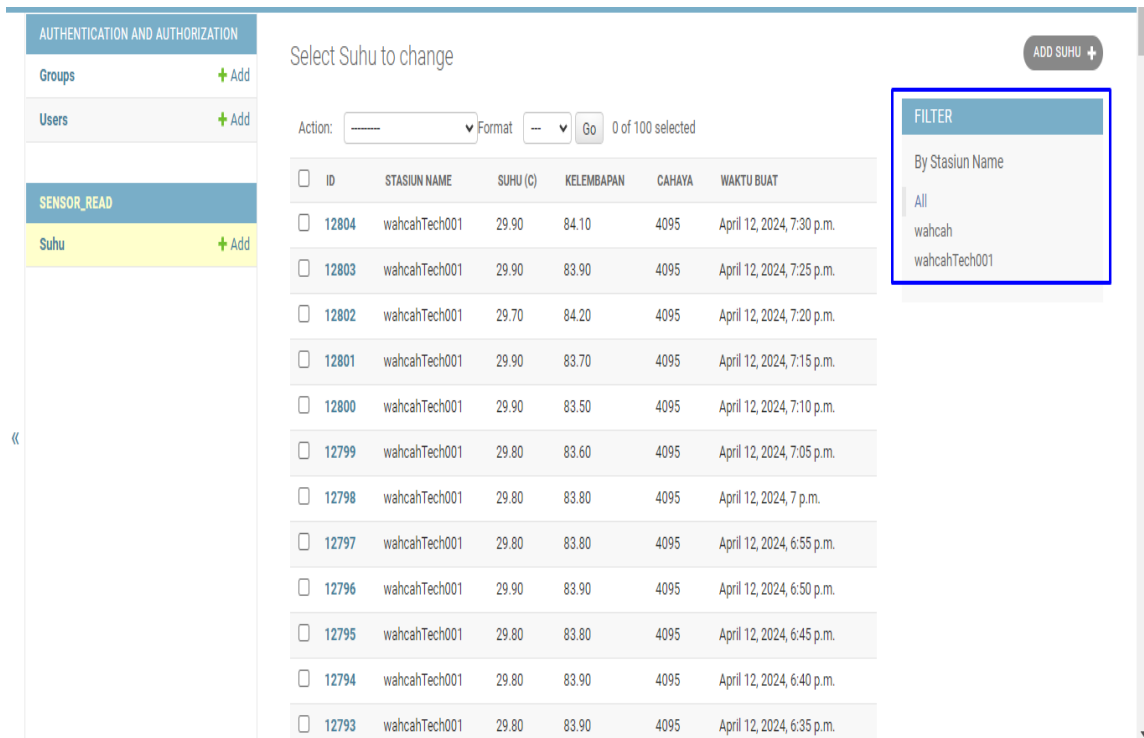 AUTHENTICATION AND AUTHORIZATION
Groups + Add
Users + Add
SENSOR_READ
Suhu + Add
«
Select Suhu to change
ADD SUHU +
Action: --------- Format --- Go 0 of 100 selected
ID STASIUN NAME SUHU (C) KELEMBAPAN CAHAYA WAKTU BUAT
12804 wahcahTech001 29.90 84.10 4095 April 12, 2024, 7:30 p.m.
12803 wahcahTech001 29.90 83.90 4095 April 12, 2024, 7:25 p.m.
12802 wahcahTech001 29.70 84.20 4095 April 12, 2024, 7:20 p.m.
12801 wahcahTech001 29.90 83.70 4095 April 12, 2024, 7:15 p.m.
12800 wahcahTech001 29.90 83.50 4095 April 12, 2024, 7:10 p.m.
12799 wahcahTech001 29.80 83.60 4095 April 12, 2024, 7:05 p.m.
12798 wahcahTech001 29.80 83.80 4095 April 12, 2024, 7 p.m.
12797 wahcahTech001 29.80 83.80 4095 April 12, 2024, 6:55 p.m.
12796 wahcahTech001 29.90 83.90 4095 April 12, 2024, 6:50 p.m.
12795 wahcahTech001 29.80 83.80 4095 April 12, 2024, 6:45 p.m.
12794 wahcahTech001 29.80 83.90 4095 April 12, 2024, 6:40 p.m.
12793 wahcahTech001 29.80 83.90 4095 April 12, 2024, 6:35 p.m.
FILTER
By Stasiun Name
All
wahcah
wahcahTech001